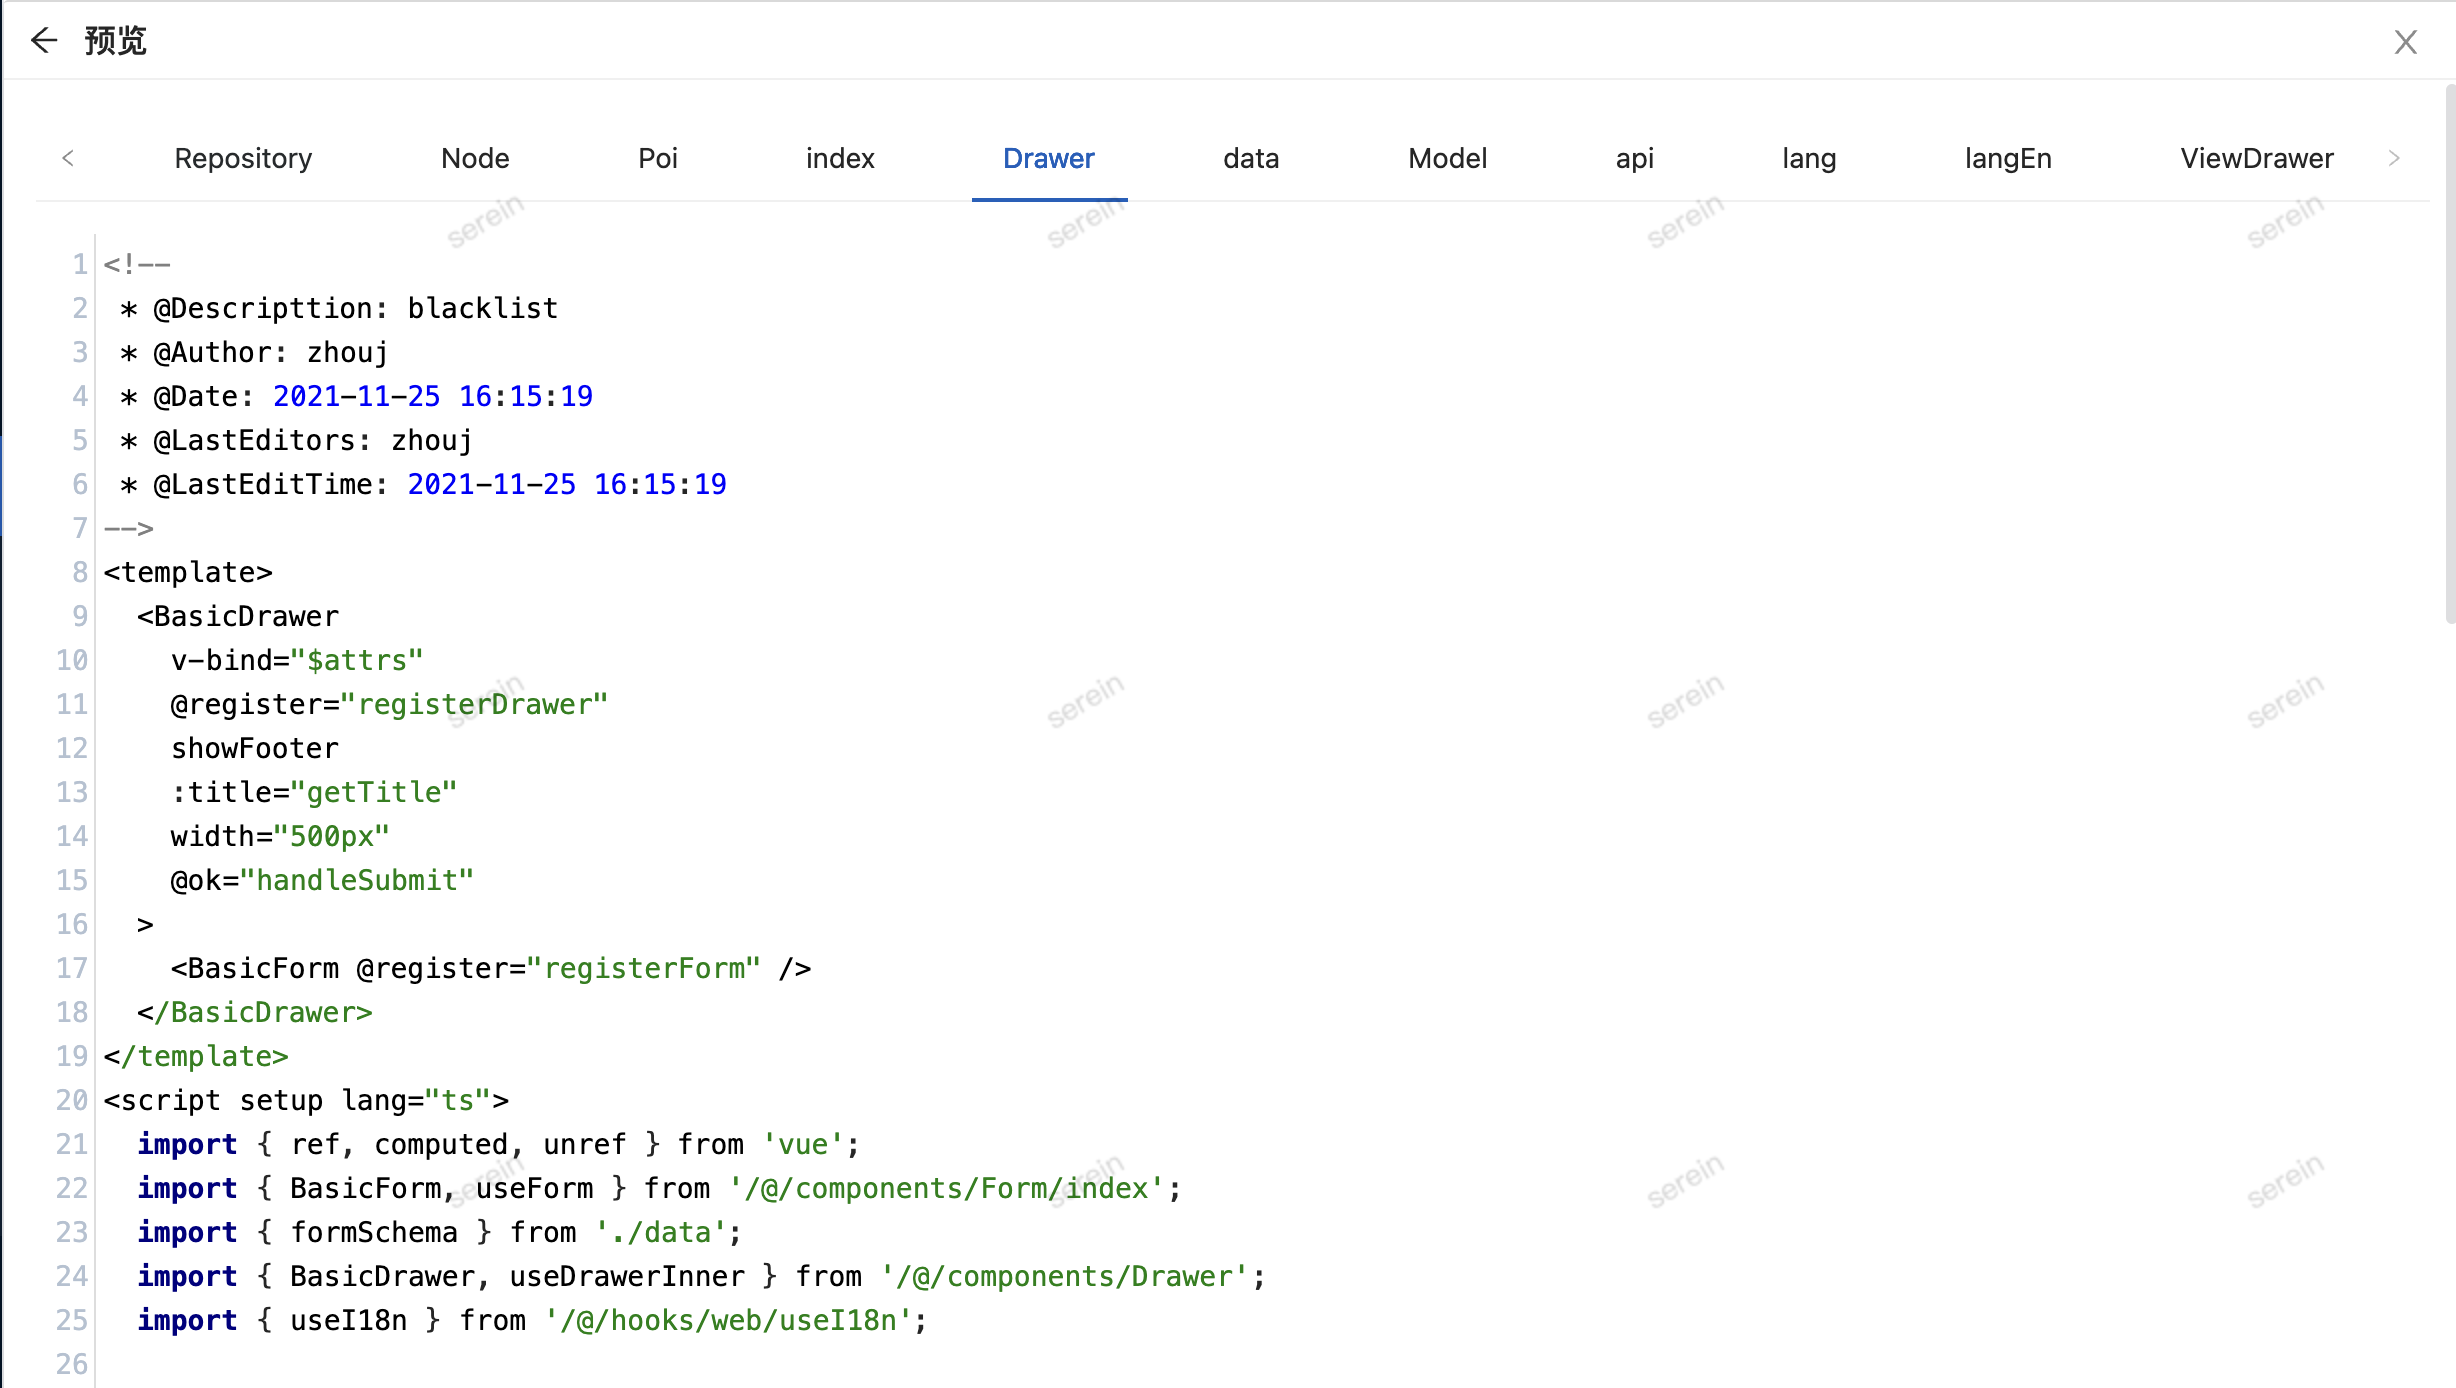 预览
Repository Node Poi index Drawer data Model api lang langEn ViewDrawer
serein serein serein serein
1 <!--
2  * @Descripttion: blacklist
3  * @Author: zhouj
4  * @Date: 2021-11-25 16:15:19
5  * @LastEditors: zhouj
6  * @LastEditTime: 2021-11-25 16:15:19
7 -->
8 <template>
9   <BasicDrawer
10     v-bind="$attrs"
serein serein serein serein
11     @register="registerDrawer"
12     showFooter
13     :title="getTitle"
14     width="500px"
15     @ok="handleSubmit"
16   >
17     <BasicForm @register="registerForm" />
18   </BasicDrawer>
19 </template>
20 <script setup lang="ts">
21   import { ref, computed, unref } from 'vue';
serein serein serein serein
22   import { BasicForm, useForm } from '/@/components/Form/index';
23   import { formSchema } from './data';
24   import { BasicDrawer, useDrawerInner } from '/@/components/Drawer';
25   import { useI18n } from '/@/hooks/web/useI18n';
26